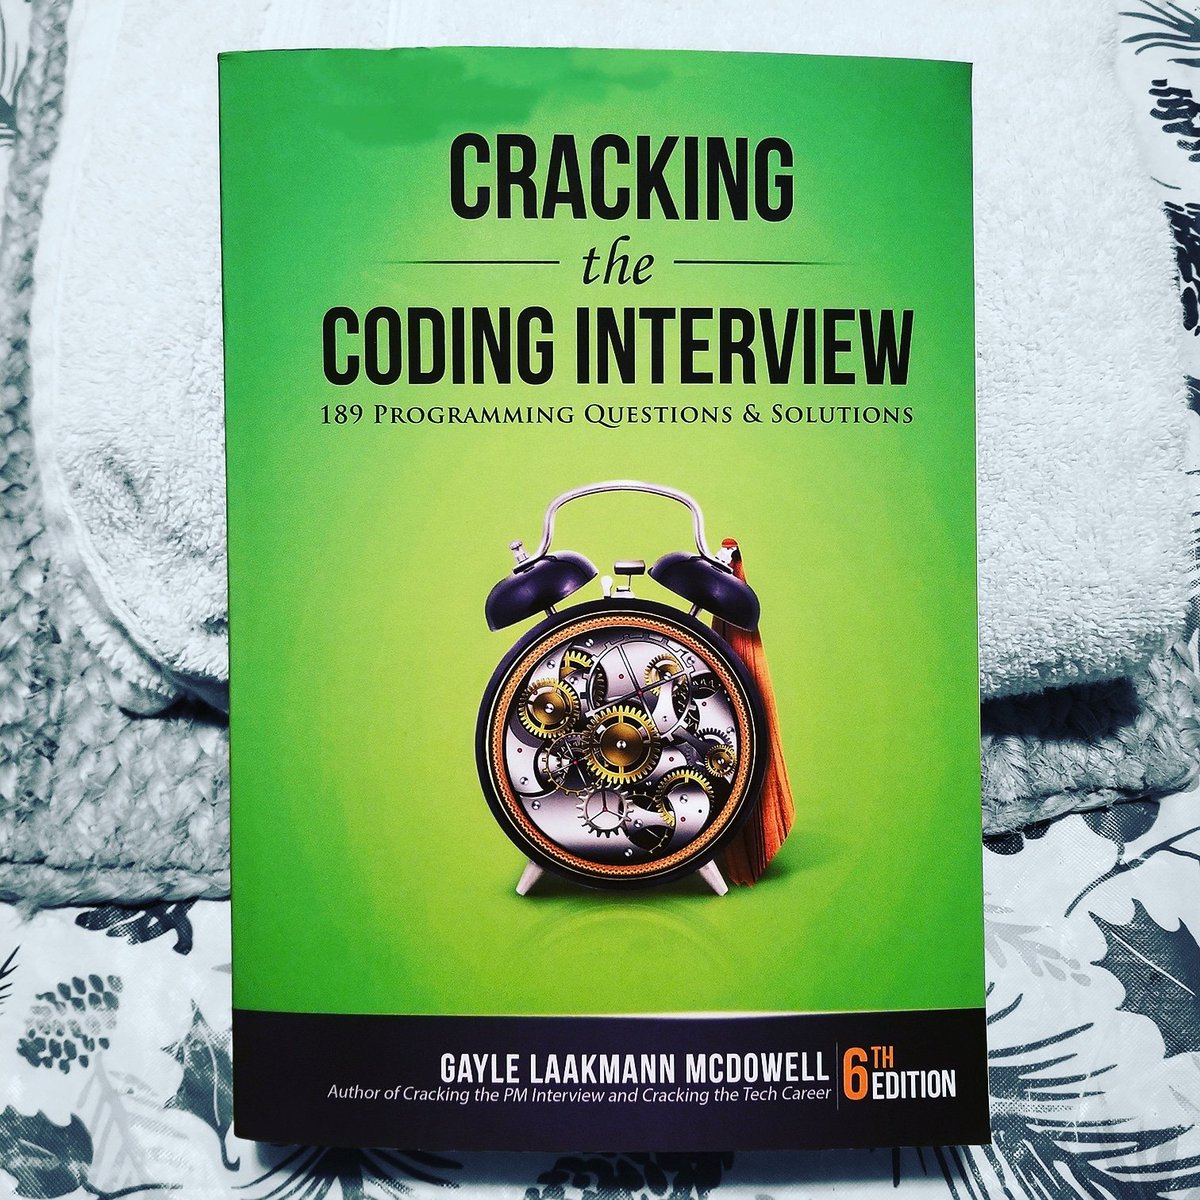 CRACKING
the
CODING INTERVIEW
189 PROGRAMMING QUESTIONS & SOLUTIONS
GAYLE LAAKMANN MCDOWELL
Author of Cracking the PM Interview and Cracking the Tech Career
6TH
EDITION